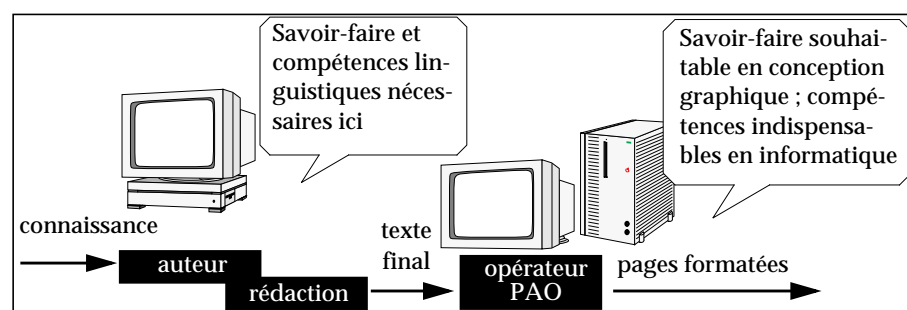 Savoir-faire et
compétences lin-
guistiques néces-
saires ici
Savoir-faire souhai-
table en conception
graphique ; compé-
tences indispensa-
bles en informatique
connaissance
auteur
rédaction
texte
final
opérateur
PAO
pages formatées